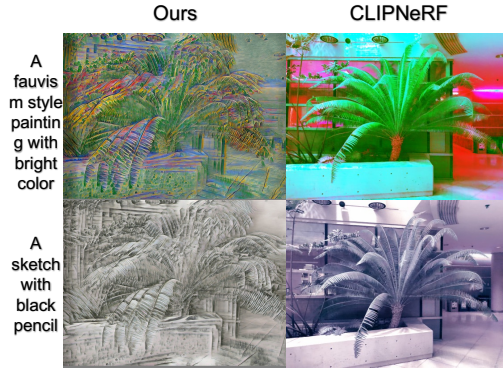 Ours
CLIPNeRF
A
fauvis
m style
paintin
g with
bright
color
A
sketch
with
black
pencil